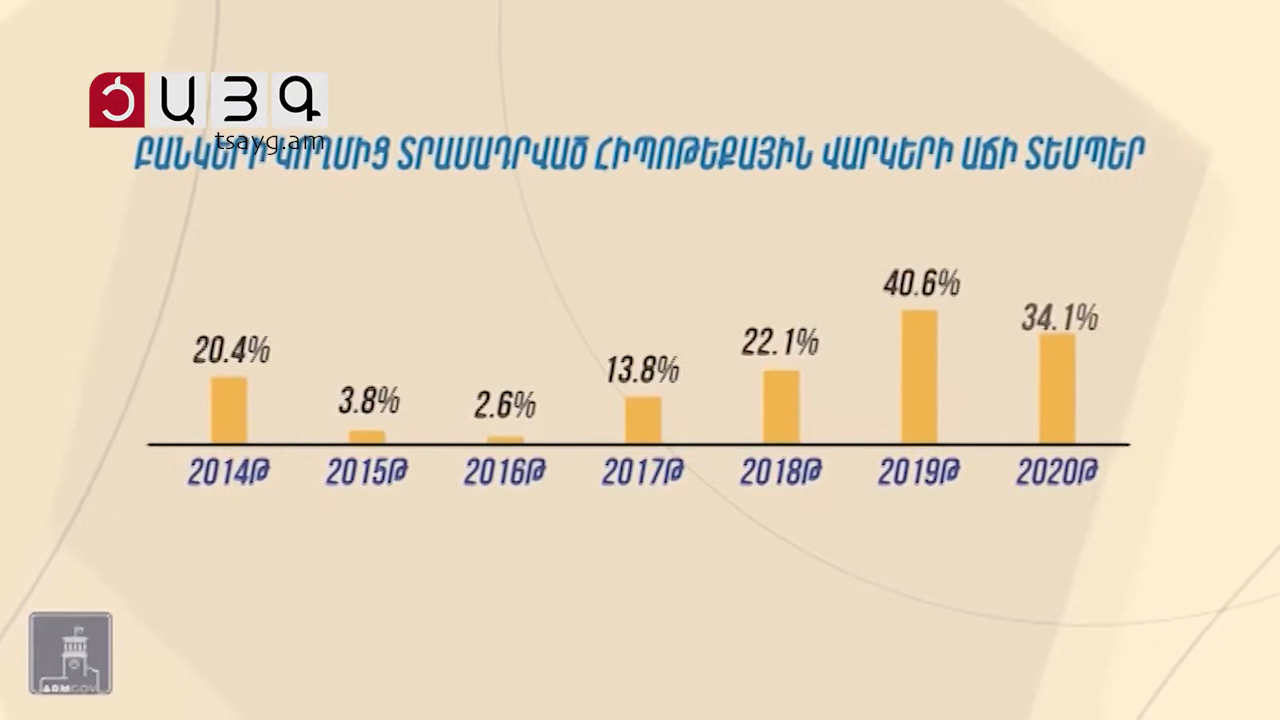 ԾԱՅԳ
tsayg.am
ԲԱՆԿԵՐԻ ԿՈՂՄԻՑ ՏՐԱՄԱԴՐՎԱԾ ՀԻՊՈԹԵՔԱՅԻՆ ՎԱՐԿԵՐԻ ԱՃԻ ՏԵՄՊԵՐ
20.4% 3.8% 2.6% 13.8% 22.1% 40.6% 34.1%
2014Թ 2015Թ 2016Թ 2017Թ 2018Թ 2019Թ 2020Թ
ARMGOV